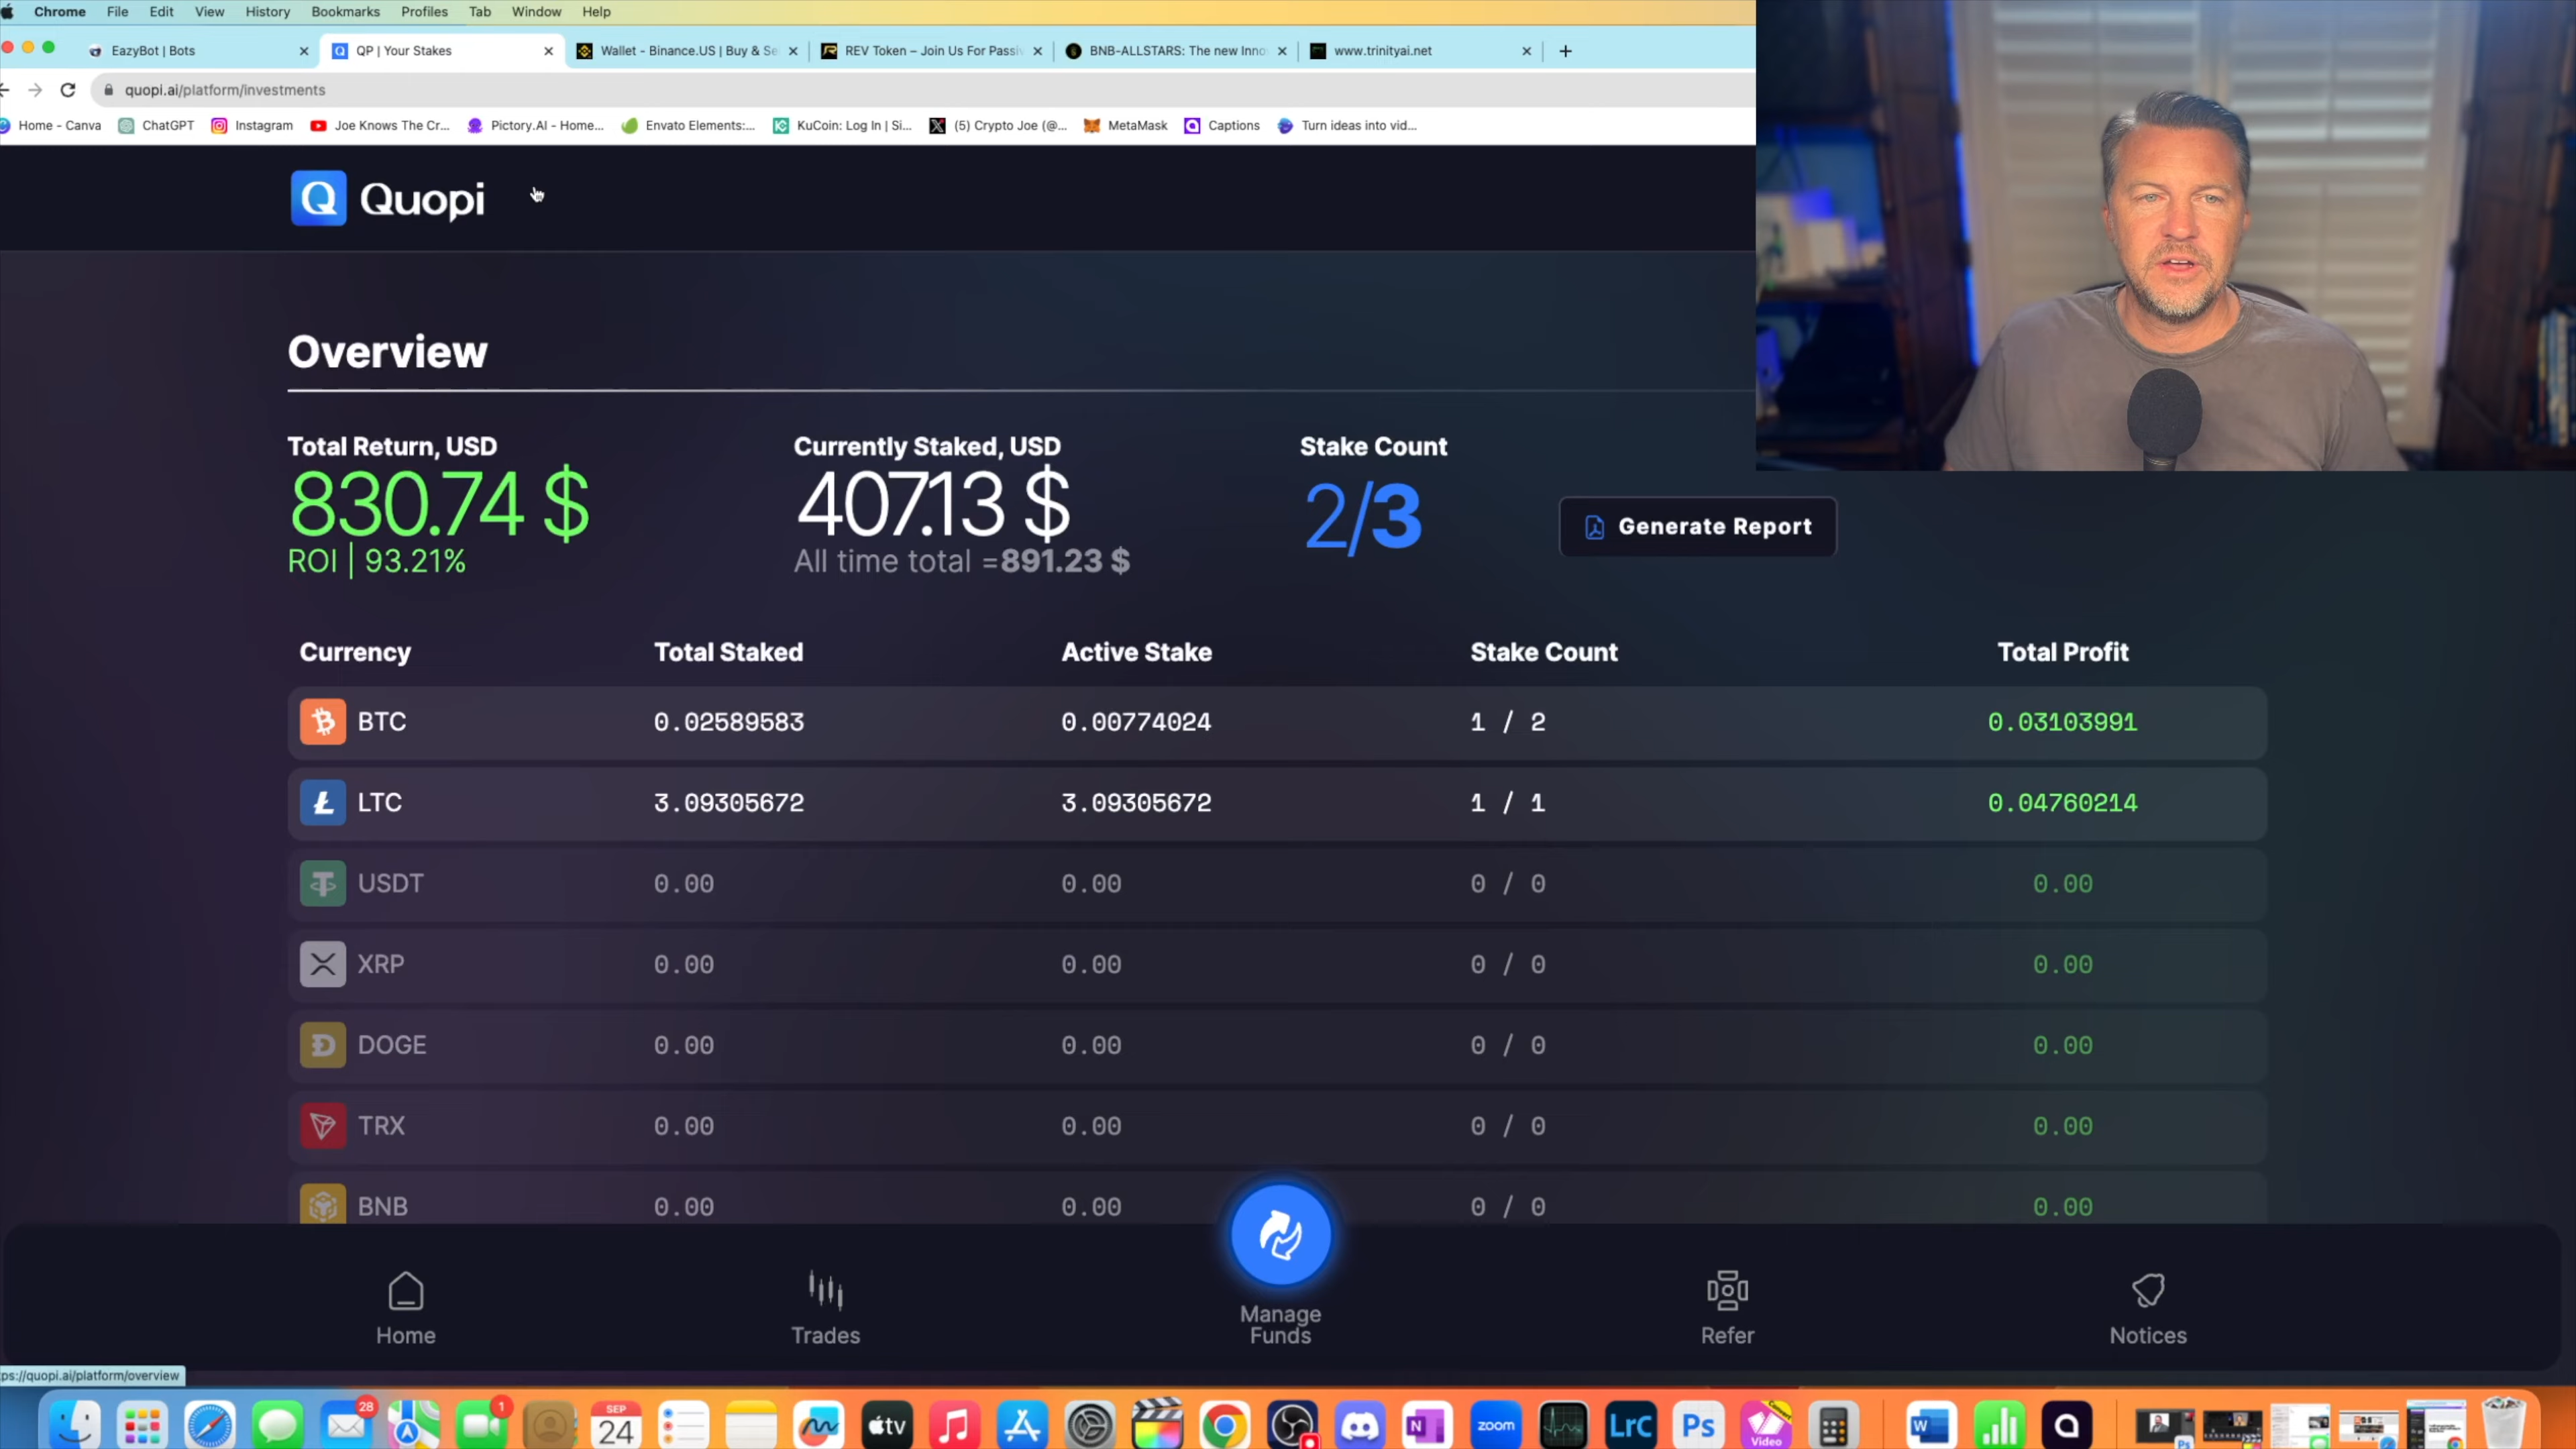 Chrome File Edit View History Bookmarks Profiles Tab Window Help
EazyBot | Bots
QP | Your Stakes
Wallet - Binance.US | Buy & Se
REV Token – Join Us For Passi
BNB-ALLSTARS: The new Inno
www.trinityai.net
quopi.ai/platform/investments
Home - Canva ChatGPT Instagram Joe Knows The Cr... Pictory.AI - Home... Envato Elements:... KuCoin: Log In | Si... (5) Crypto Joe (@... MetaMask Captions Turn ideas into vid...
Q Quopi
Overview
Total Return, USD Currently Staked, USD Stake Count
830.74 $ 407.13 $ 2/3
Generate Report
ROI | 93.21% All time total =891.23 $
Currency Total Staked Active Stake Stake Count Total Profit
BTC 0.02589583 0.00774024 1 / 2 0.03103991
LTC 3.09305672 3.09305672 1 / 1 0.04760214
USDT 0.00 0.00 0 / 0 0.00
XRP 0.00 0.00 0 / 0 0.00
DOGE 0.00 0.00 0 / 0 0.00
TRX 0.00 0.00 0 / 0 0.00
BNB 0.00 0.00 0 / 0 0.00
Home Trades Manage Funds Refer Notices
ps://quopi.ai/platform/overview
28 1 SEP 24 tv N zoom LrC Ps Video W